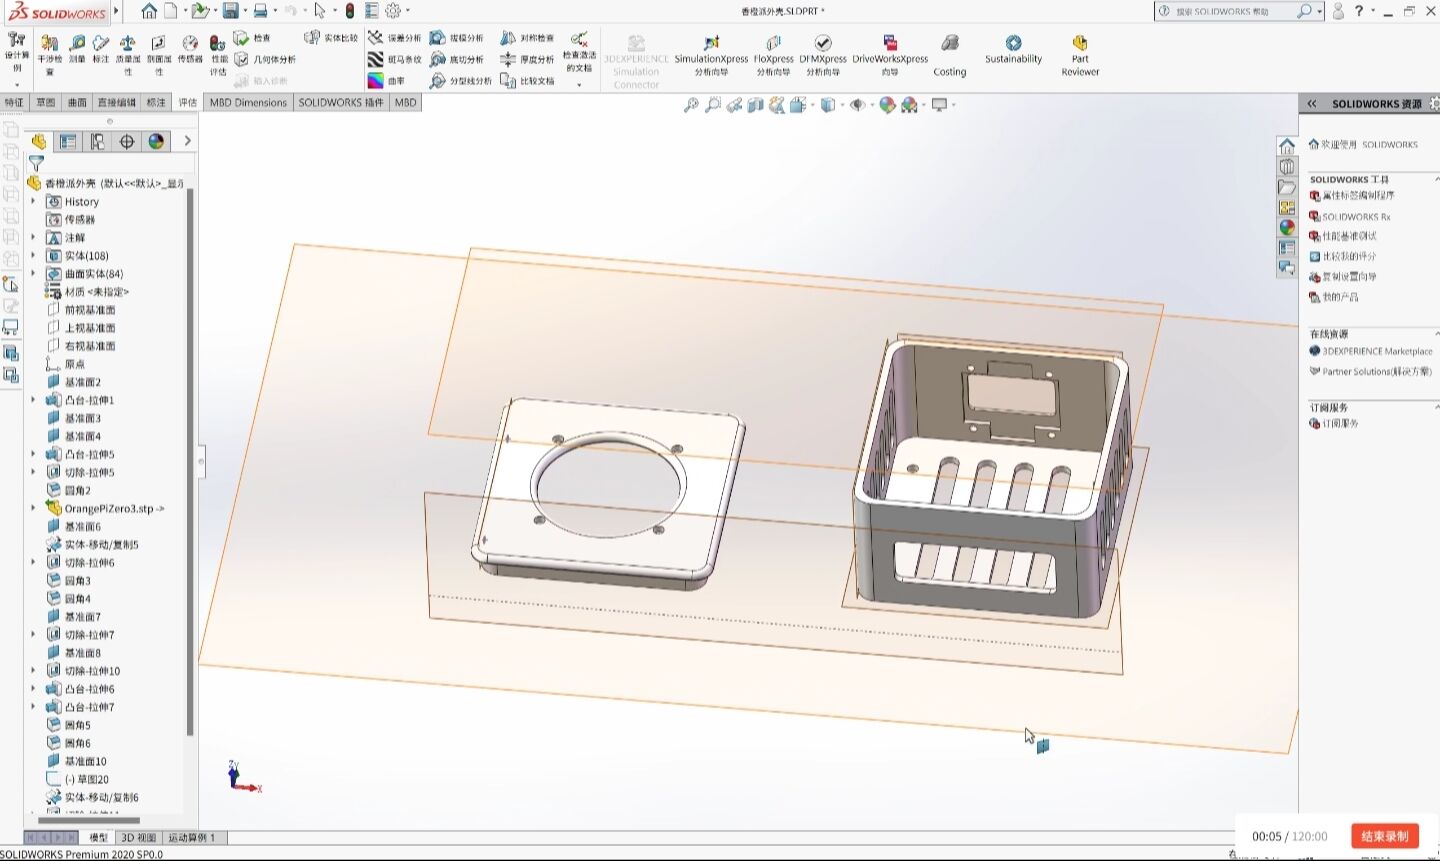 SOLIDWORKS
香橙派外壳.SLDPRT *
搜索 SOLIDWORKS 帮助
设计算例
干涉检查
测量
标注
质量属性
剖面属性
传感器
性能评估
检查
几何体分析
输入诊断
实体比较
误差分析
斑马条纹
曲率
拔模分析
底切分析
分型线分析
对称检查
厚度分析
比较文档
检查激活的文档
3DEXPERIENCE Simulation Connector
SimulationXpress 分析向导
FloXpress 分析向导
DFMXpress 分析向导
DriveWorksXpress 向导
Costing
Sustainability
Part Reviewer
特征
草图
曲面
直接编辑
标注
评估
MBD Dimensions
SOLIDWORKS 插件
MBD
香橙派外壳 (默认<<默认>_显示
History
传感器
注解
实体(108)
曲面实体(84)
材质 <未指定>
前视基准面
上视基准面
右视基准面
原点
基准面2
凸台-拉伸1
基准面3
基准面4
凸台-拉伸5
切除-拉伸5
圆角2
OrangePiZero3.stp ->
基准面6
实体-移动/复制5
切除-拉伸6
圆角3
圆角4
基准面7
切除-拉伸7
基准面8
切除-拉伸10
凸台-拉伸6
凸台-拉伸7
圆角5
圆角6
基准面10
(-) 草图20
实体-移动/复制6
Z
Y
X
SOLIDWORKS 资源
欢迎使用 SOLIDWORKS
SOLIDWORKS 工具
属性标签编制程序
SOLIDWORKS Rx
性能基准测试
比较我的评分
复制设置向导
我的产品
在线资源
3DEXPERIENCE Marketplace
Partner Solutions(解决方案)
订阅服务
订阅服务
模型
3D 视图
运动算例 1
SOLIDWORKS Premium 2020 SP0.0
00:05 / 120:00
结束录制